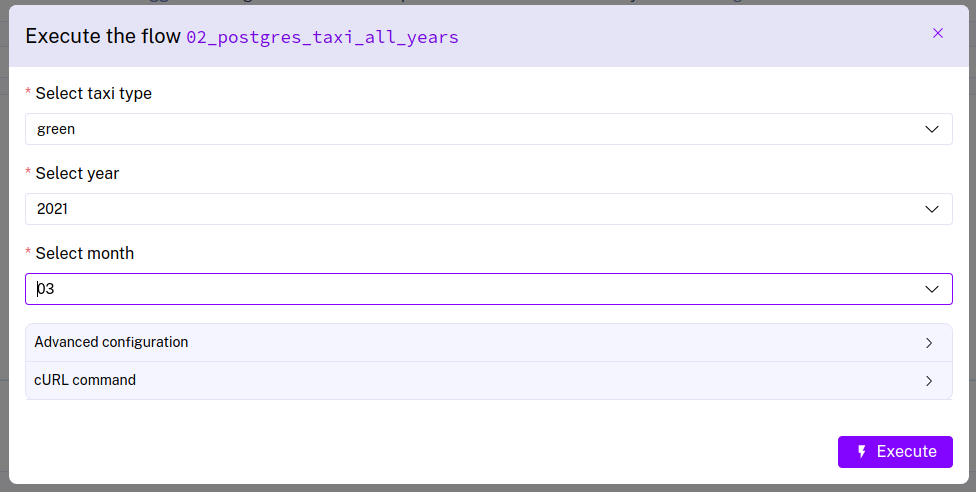 Execute the flow 02_postgres_taxi_all_years
* Select taxi type
green
* Select year
2021
* Select month
03
Advanced configuration
cURL command
Execute